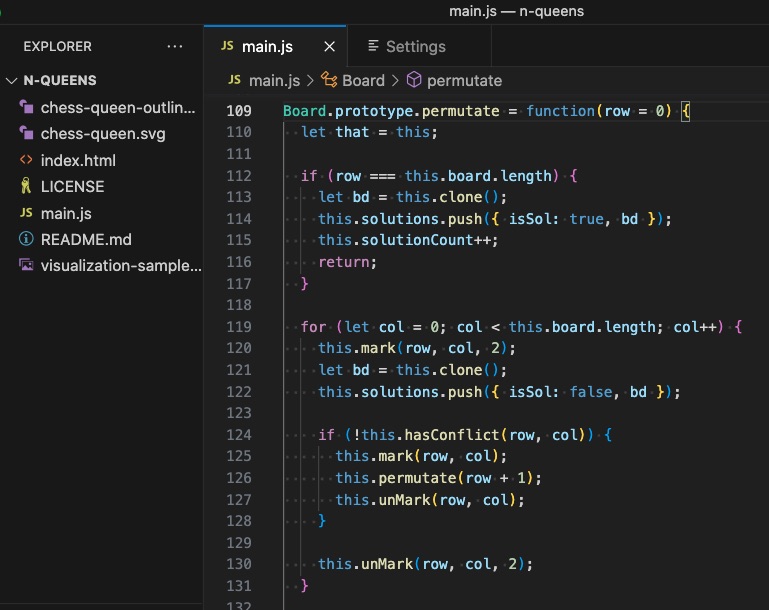 main.js — n-queens
EXPLORER ...
N-QUEENS
chess-queen-outlin...
chess-queen.svg
<> index.html
LICENSE
JS main.js
README.md
visualization-sample...
JS main.js × Settings
JS main.js > Board > permutate
109 Board.prototype.permutate = function(row = 0) {
110   let that = this;
111
112   if (row === this.board.length) {
113     let bd = this.clone();
114     this.solutions.push({ isSol: true, bd });
115     this.solutionCount++;
116     return;
117   }
118
119   for (let col = 0; col < this.board.length; col++) {
120     this.mark(row, col, 2);
121     let bd = this.clone();
122     this.solutions.push({ isSol: false, bd });
123
124     if (!this.hasConflict(row, col)) {
125       this.mark(row, col);
126       this.permutate(row + 1);
127       this.unMark(row, col);
128     }
129
130     this.unMark(row, col, 2);
131   }
132